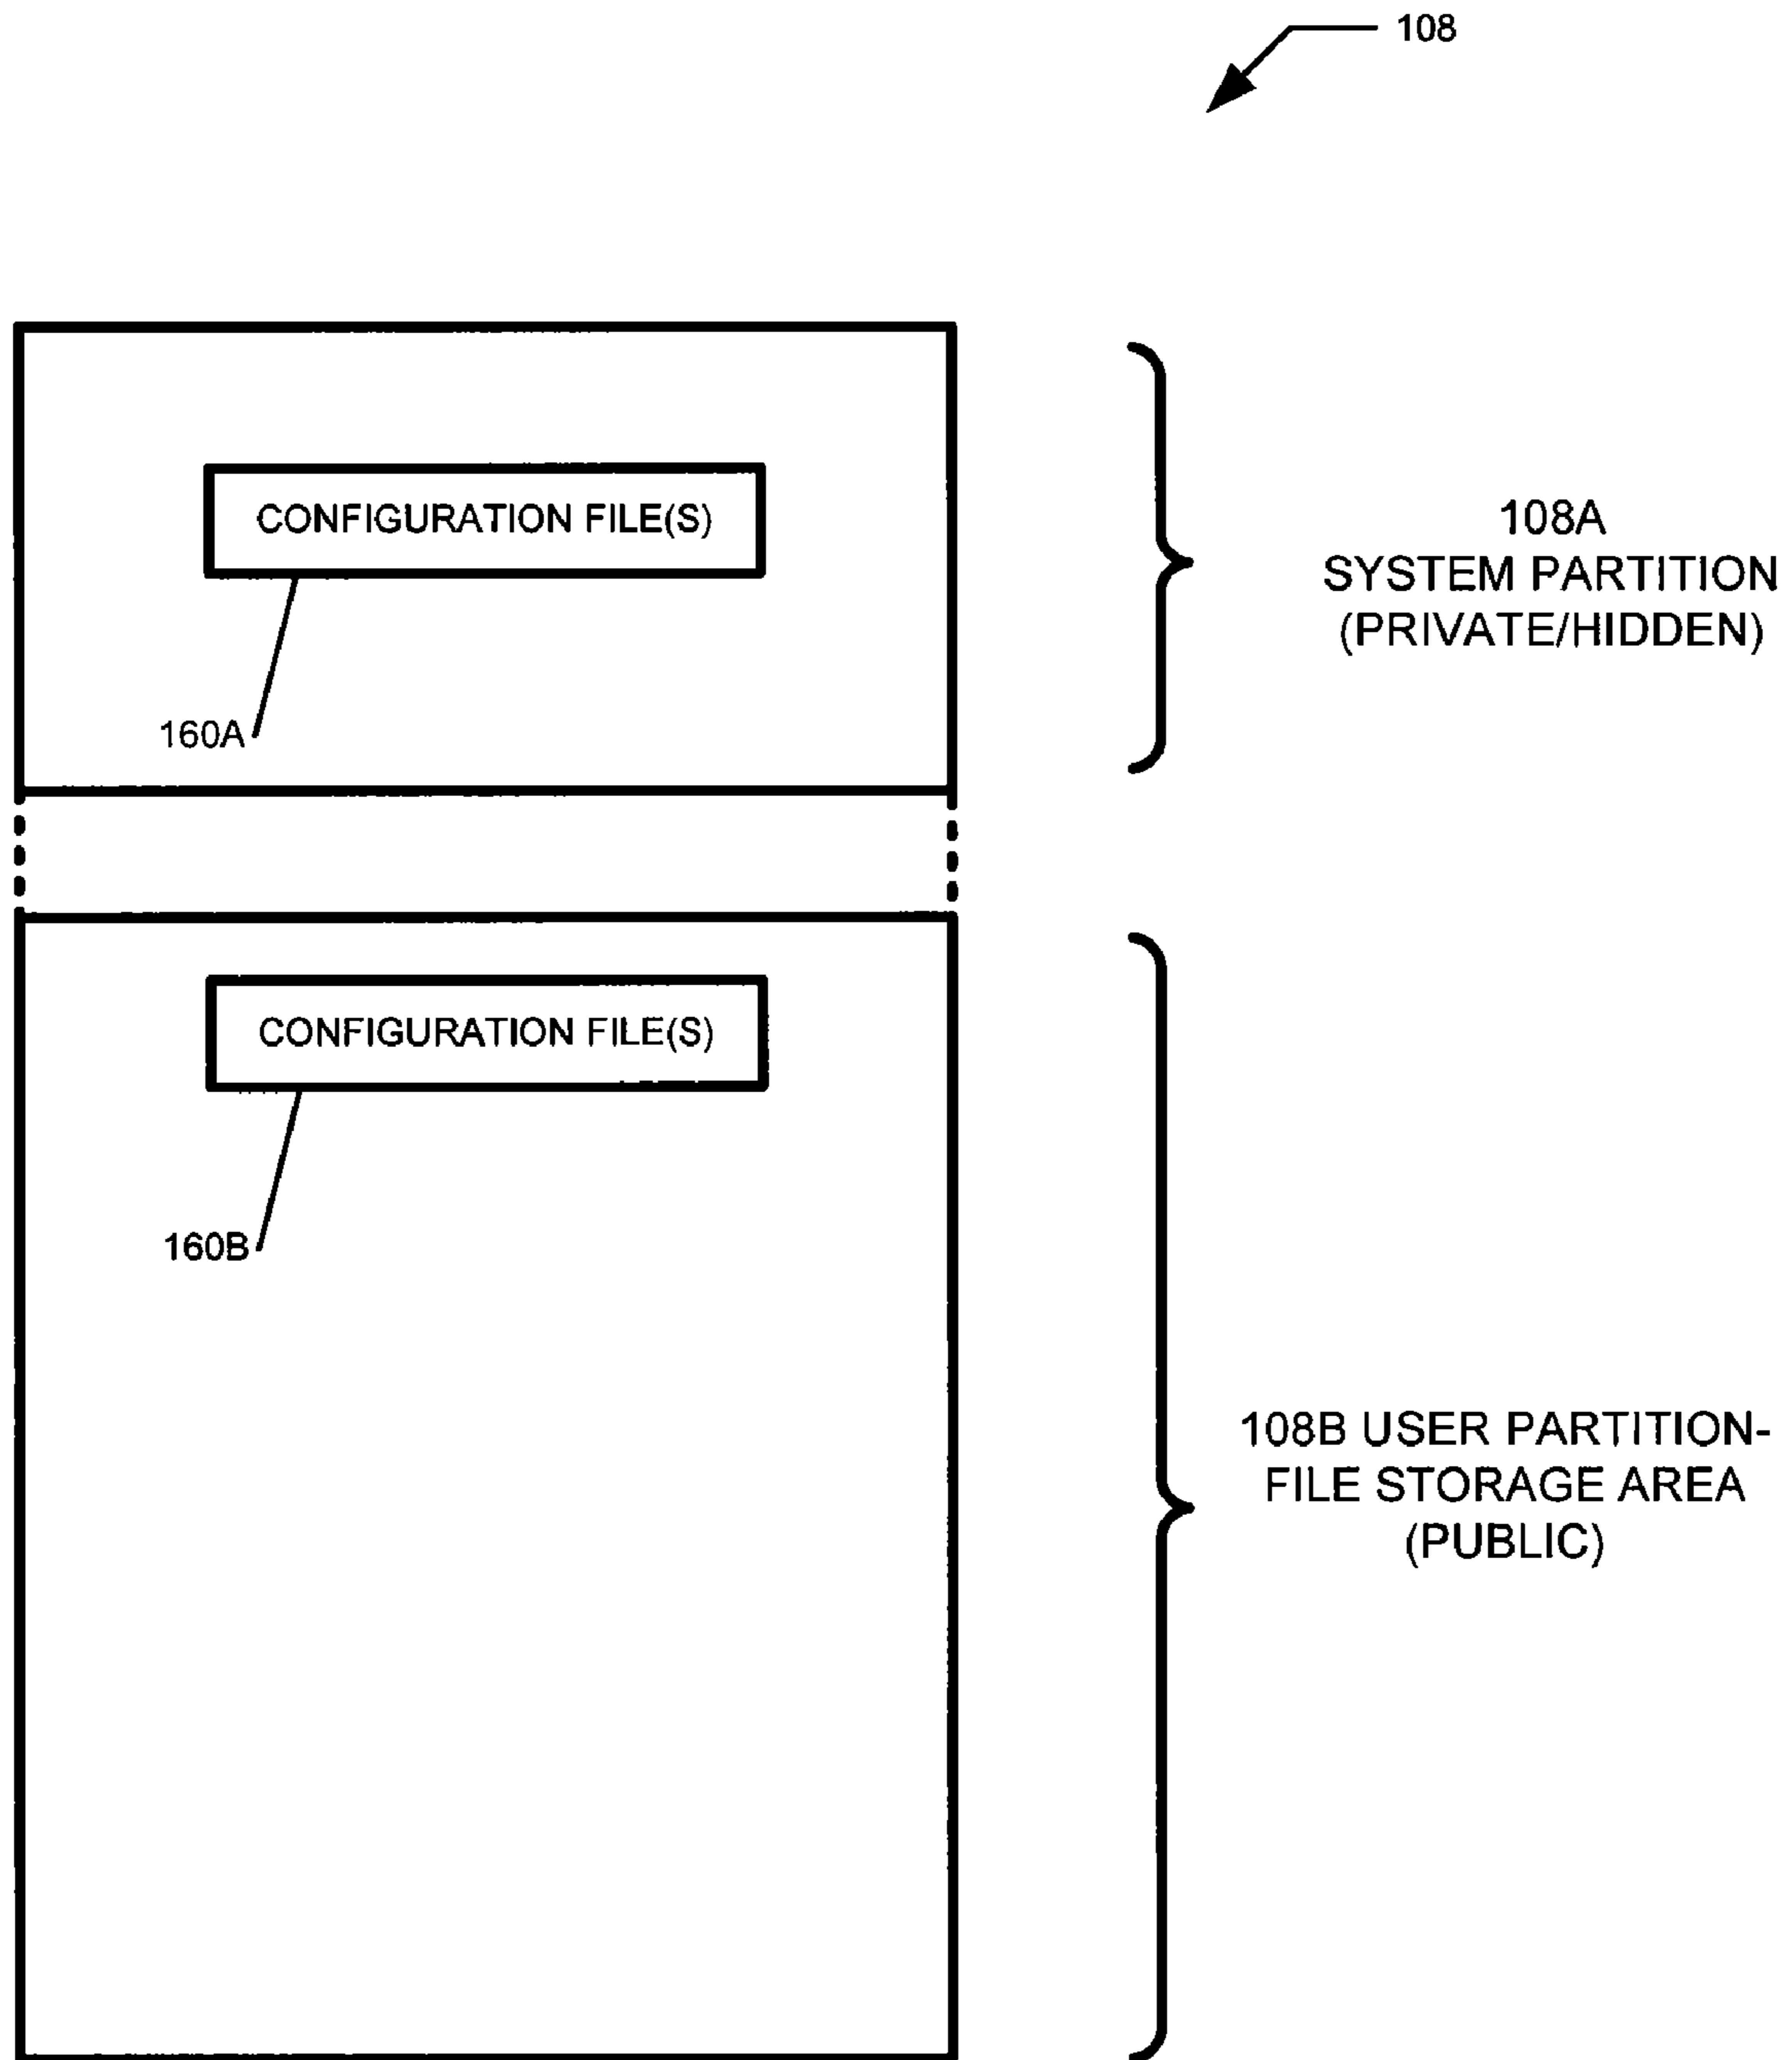 108
CONFIGURATION FILE(S)
108A
SYSTEM PARTITION
(PRIVATE/HIDDEN)
160A
CONFIGURATION FILE(S)
160B
108B USER PARTITION-
FILE STORAGE AREA
(PUBLIC)